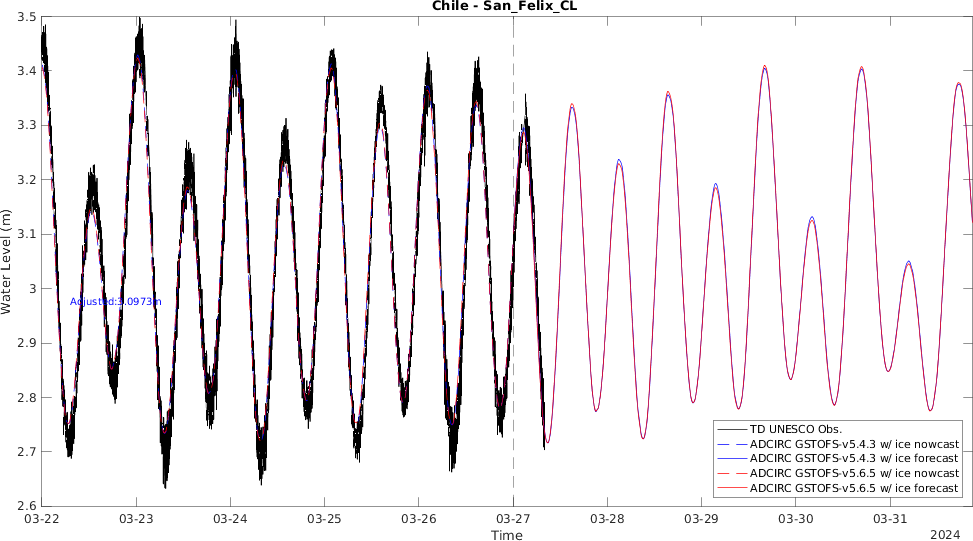 Chile - San_Felix_CL
3.5
3.4
3.3
3.2
3.1
3
2.9
2.8
2.7
2.6
Water Level (m)
Adjusted:3.0973m
TD UNESCO Obs.
ADCIRC GSTOFS-v5.4.3 w/ ice nowcast
ADCIRC GSTOFS-v5.4.3 w/ ice forecast
ADCIRC GSTOFS-v5.6.5 w/ ice nowcast
ADCIRC GSTOFS-v5.6.5 w/ ice forecast
03-22 03-23 03-24 03-25 03-26 03-27 03-28 03-29 03-30 03-31
Time
2024